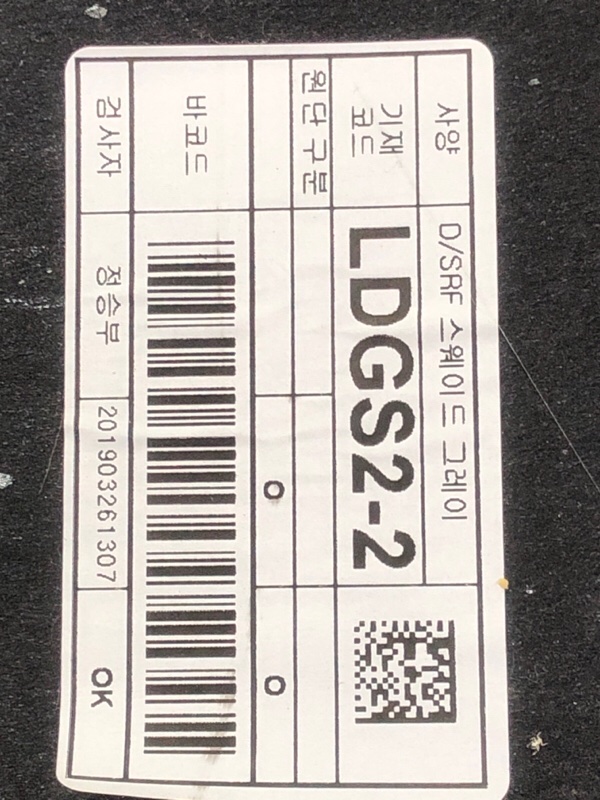 사양 D/SRF 스웨이드 그레이
기재 코드 LDGS2-2
원단 구분
O O
바코드
검사자 정승부 201903261307 OK